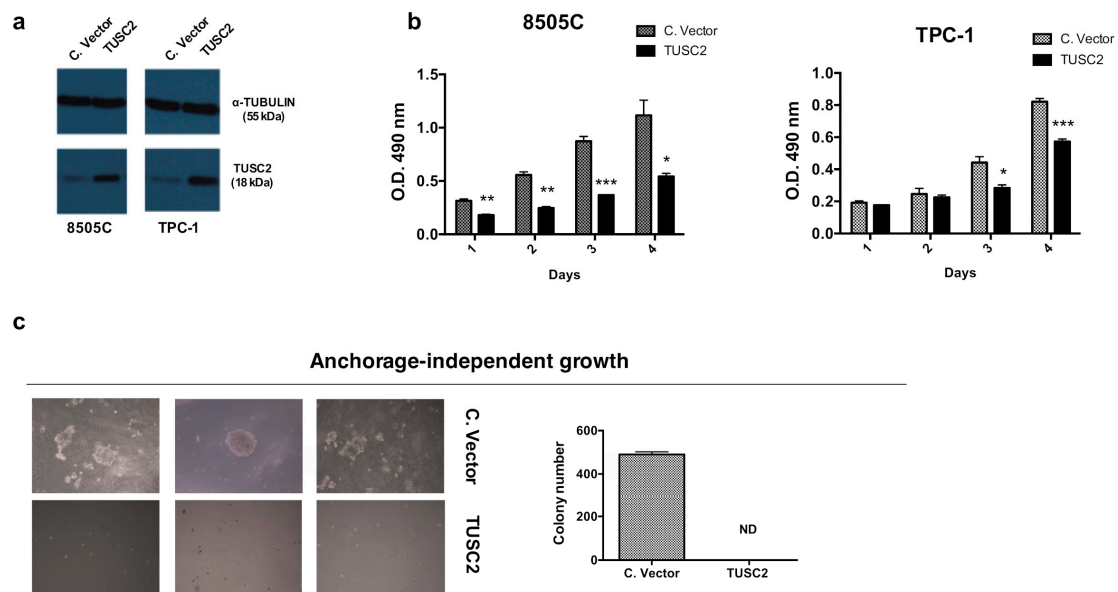 a
C. Vector
TUSC2
C. Vector
TUSC2
α-TUBULIN
(55 kDa)
TUSC2
(18 kDa)
8505C
TPC-1
b
8505C
C. Vector
TUSC2
O.D. 490 nm
1.5
1.0
0.5
0.0
**
**
***
*
1
2
3
4
Days
TPC-1
C. Vector
TUSC2
O.D. 490 nm
1.0
0.8
0.6
0.4
0.2
0.0
*
***
1
2
3
4
Days
c
Anchorage-independent growth
C. Vector
TUSC2
Colony number
600
400
200
0
ND
C. Vector
TUSC2